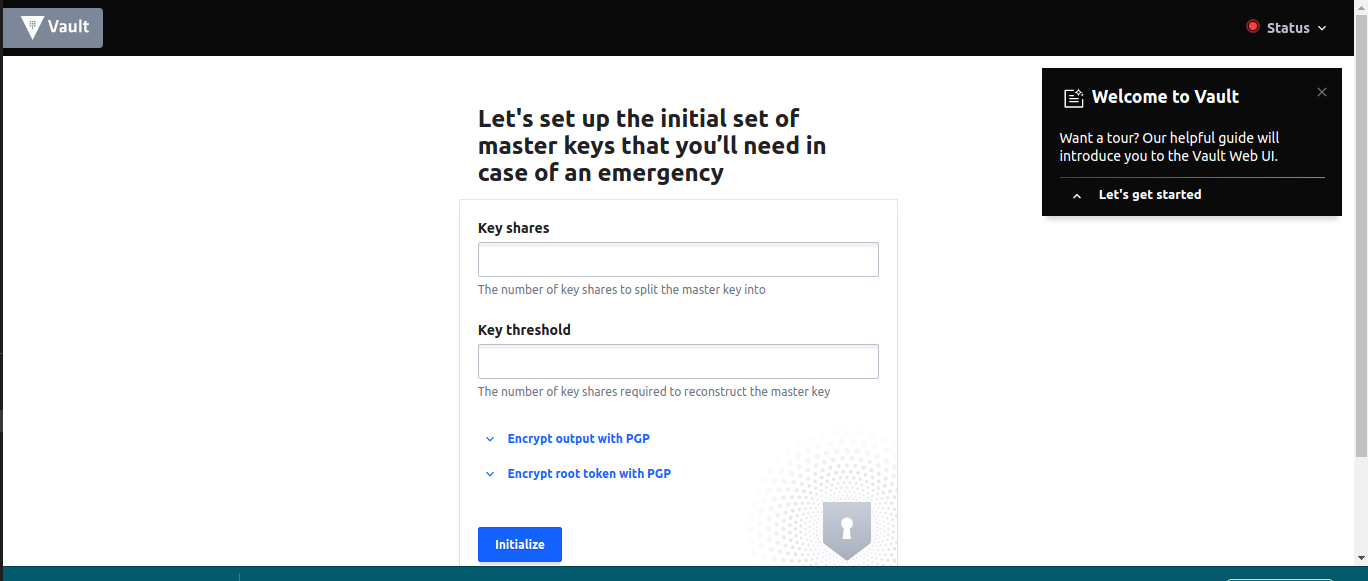 Vault
Status
Welcome to Vault
Want a tour? Our helpful guide will
introduce you to the Vault Web UI.
Let's get started
Let's set up the initial set of
master keys that you’ll need in
case of an emergency
Key shares
The number of key shares to split the master key into
Key threshold
The number of key shares required to reconstruct the master key
Encrypt output with PGP
Encrypt root token with PGP
Initialize